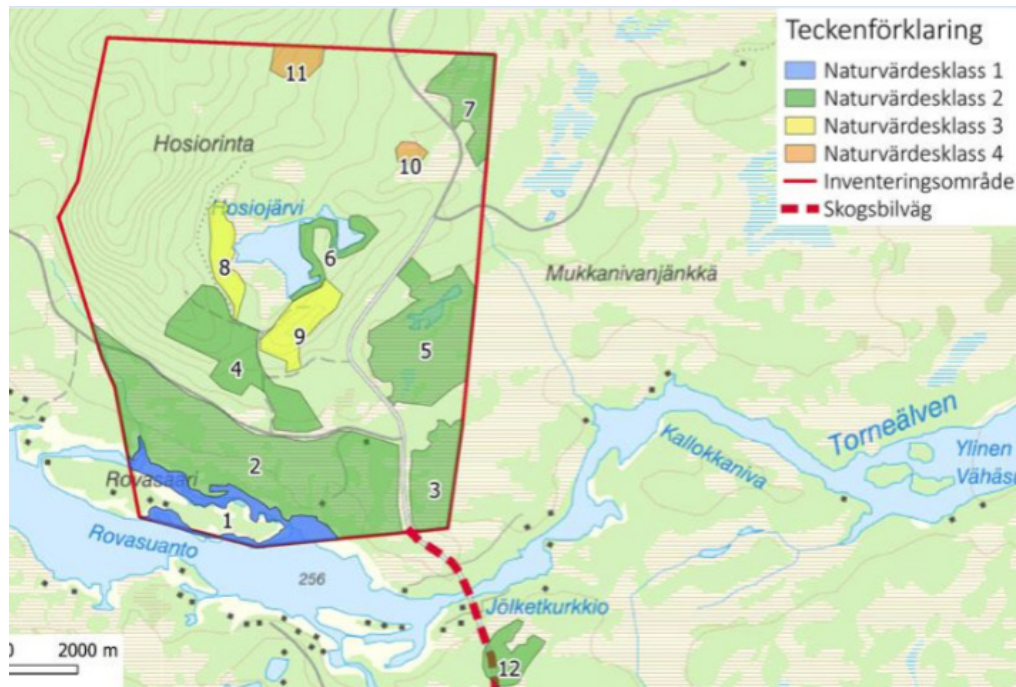 Teckenförklaring
Naturvärdesklass 1
Naturvärdesklass 2
Naturvärdesklass 3
Naturvärdesklass 4
Inventeringsområde
Skogsbilväg
11
7
Hosiorinta
10
Hosiojärvi
6
8
Mukkanivanjänkkä
9
5
4
Torneälven
Kallokkaniva
Ylinen
2
Rovasaari
3
1
Rovasuanto
256
Jölketkurkkio
2000 m
12